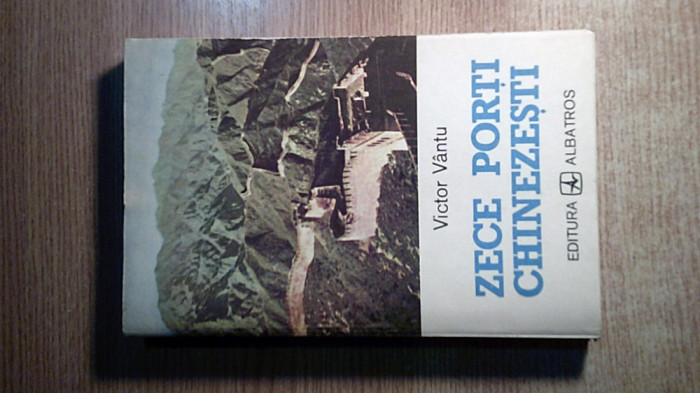 Victor Vântu
ZECE PORȚI
CHINEZEȘTI
EDITURA ALBATROS